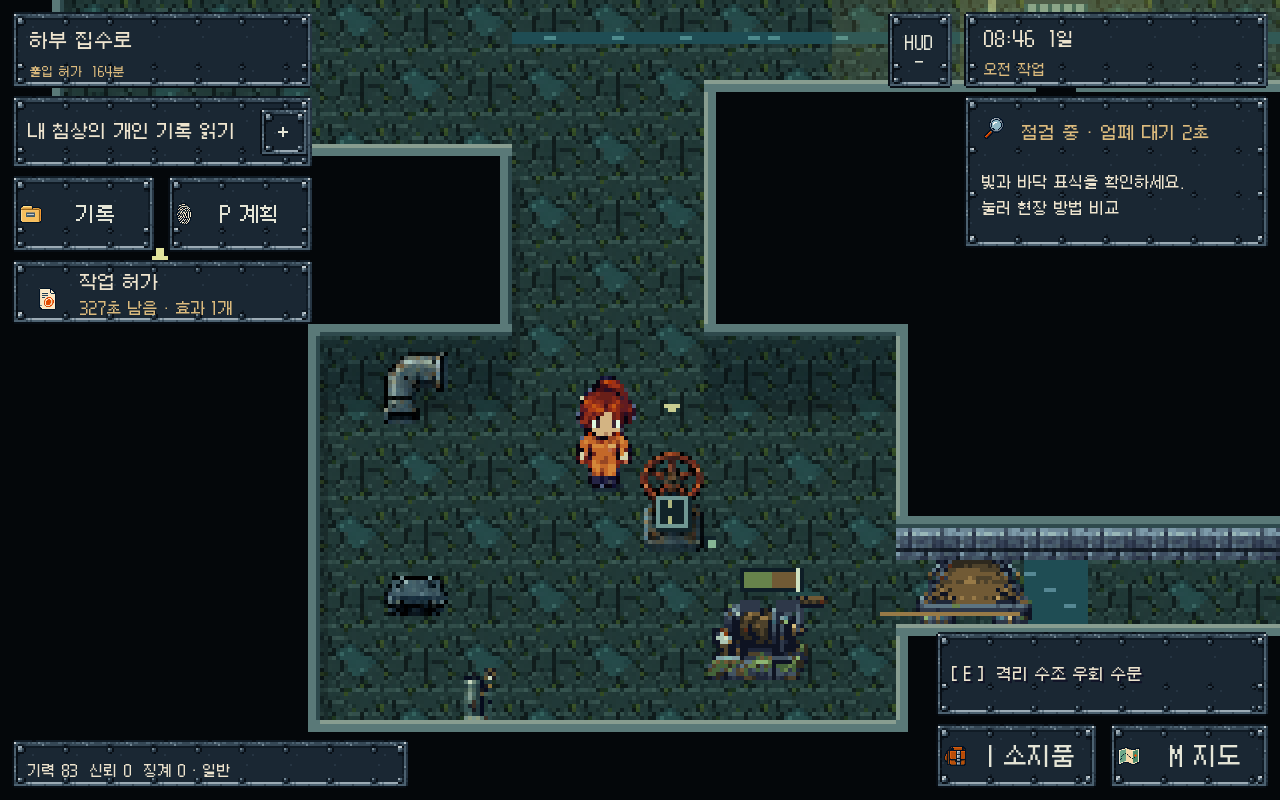 하부 집수로
출입 허가 164분
내 침상의 개인 기록 읽기
+
기록
P 계획
작업 허가
327초 남음 · 효과 1개
HUD
–
08:46 1일
오전 작업
점검 중 · 엄폐 대기 2초
빛과 바닥 표식을 확인하세요.
눌러 현장 방법 비교
[E] 격리 수조 우회 수문
I 소지품
M 지도
기력 83 신뢰 0 징계 0 · 일반